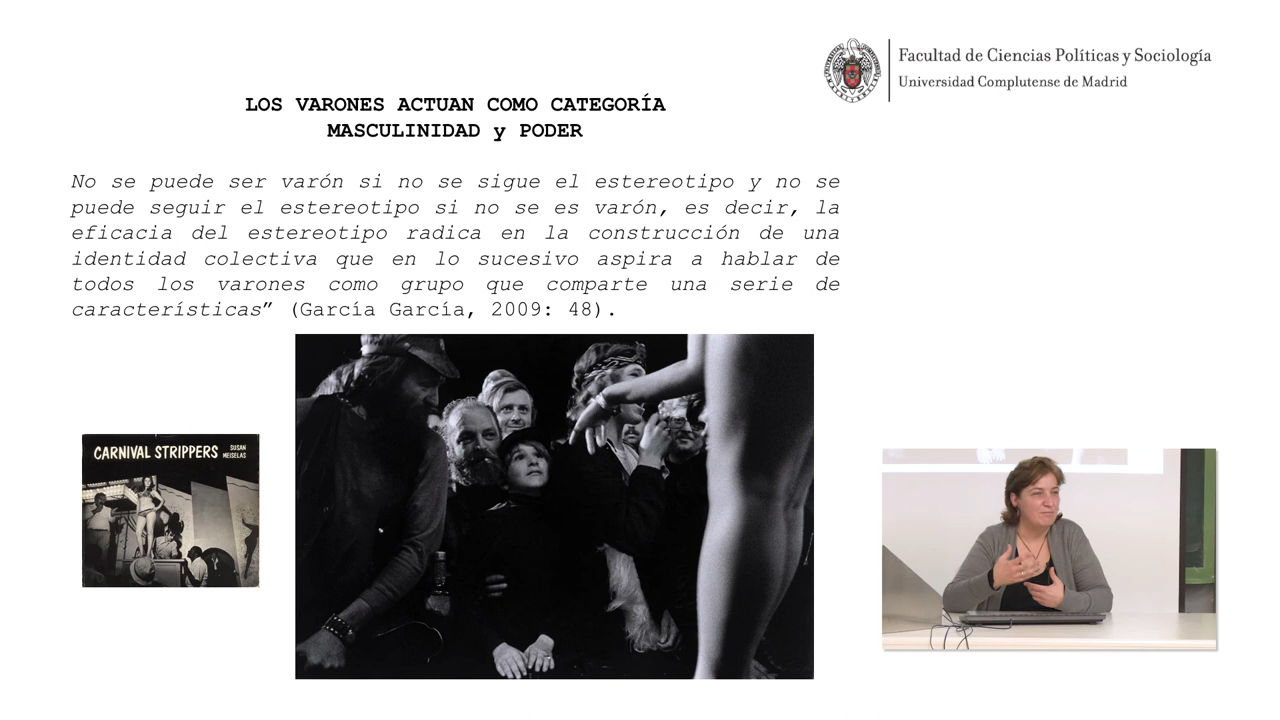 Facultad de Ciencias Políticas y Sociología
Universidad Complutense de Madrid
LOS VARONES ACTUAN COMO CATEGORÍA
MASCULINIDAD y PODER
No se puede ser varón si no se sigue el estereotipo y no se
puede seguir el estereotipo si no se es varón, es decir, la
eficacia del estereotipo radica en la construcción de una
identidad colectiva que en lo sucesivo aspira a hablar de
todos los varones como grupo que comparte una serie de
características” (García García, 2009: 48).
CARNIVAL STRIPPERS
SUSAN
MEISELAS